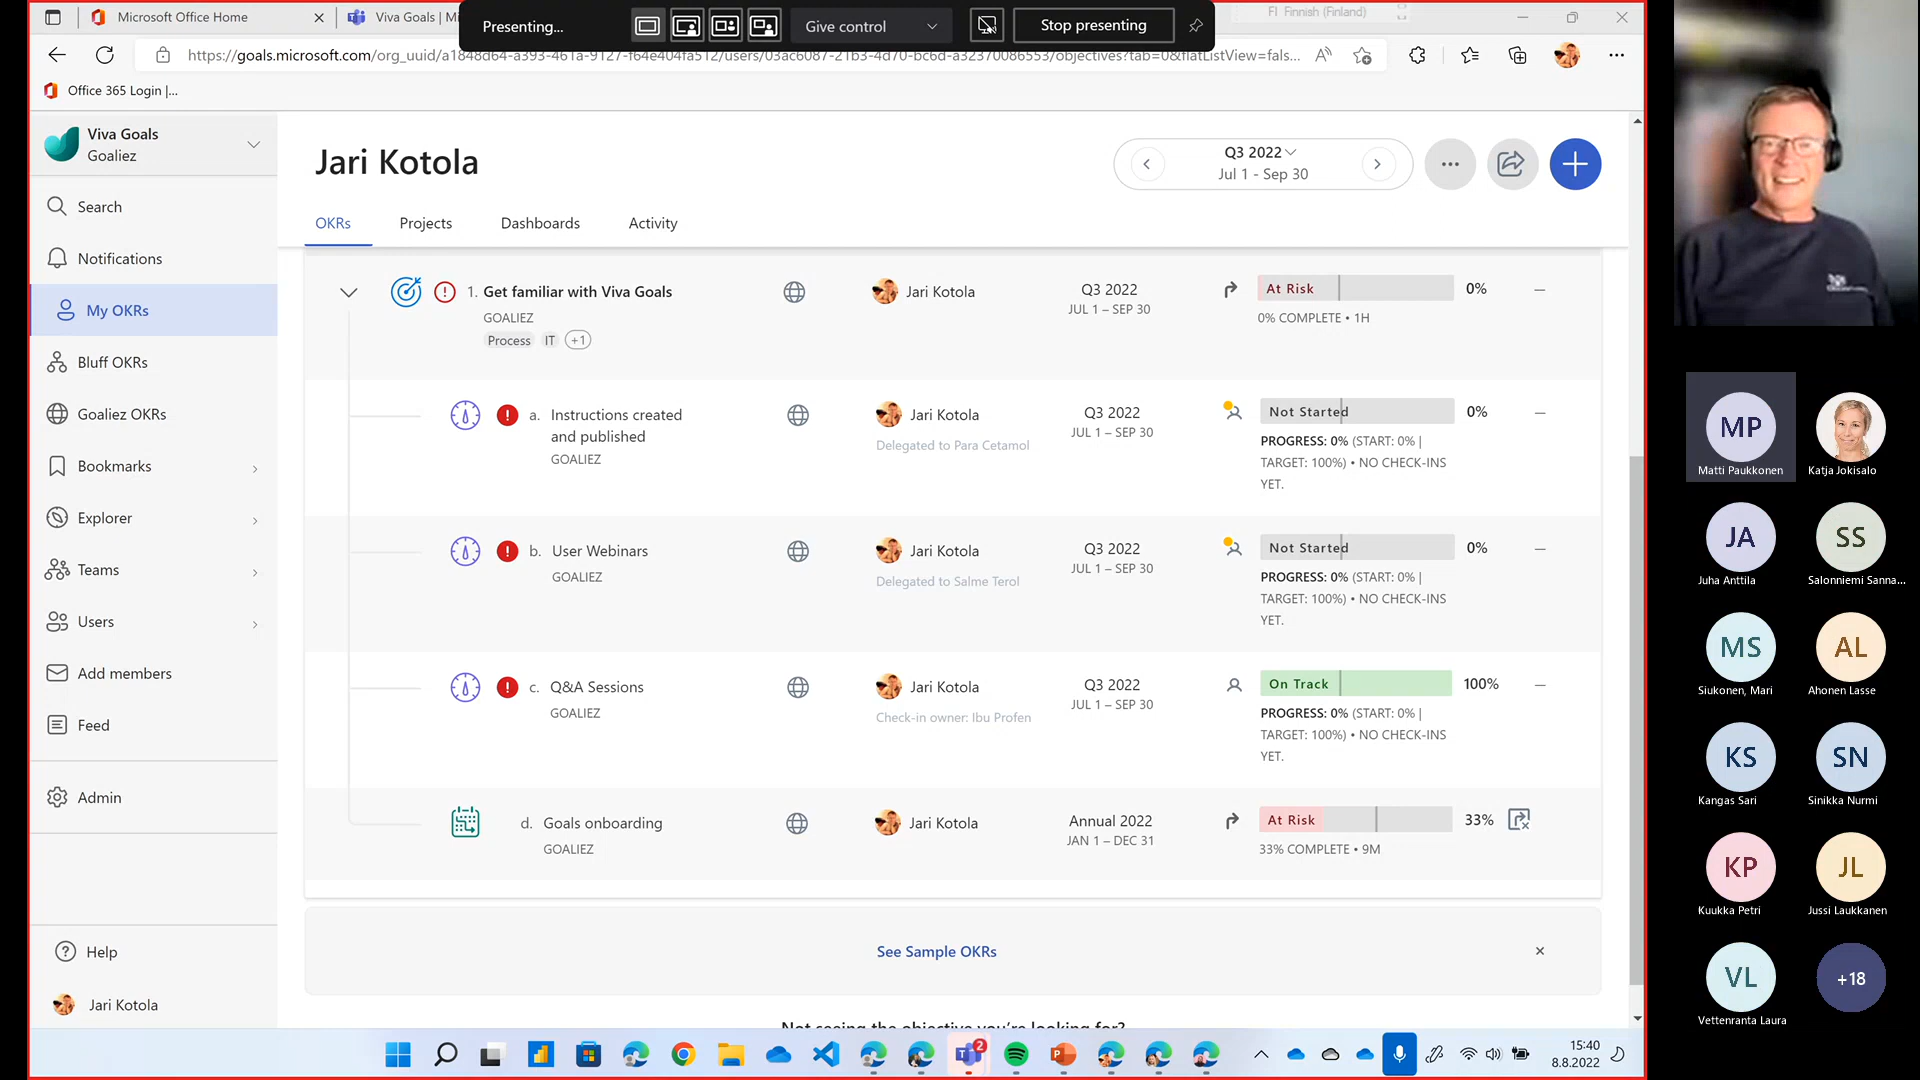 Microsoft Office Home
Viva Goals | Mi
Presenting...
Give control
Stop presenting
FI Finnish (Finland)
https://goals.microsoft.com/org_uuid/a1848d64-a393-461a-9127-f64e404fa512/users/03ac6087-21b3-4d70-bc6d-a32370086553/objectives?tab=0&flatListView=fals...
Office 365 Login |...
Viva Goals
Goaliez
Search
Notifications
My OKRs
Bluff OKRs
Goaliez OKRs
Bookmarks
Explorer
Teams
Users
Add members
Feed
Admin
Help
Jari Kotola
Jari Kotola
Q3 2022
Jul 1 - Sep 30
OKRs Projects Dashboards Activity
1. Get familiar with Viva Goals
GOALIEZ
Process IT +1
Jari Kotola
Q3 2022
JUL 1 – SEP 30
At Risk 0%
0% COMPLETE • 1H
a. Instructions created
and published
GOALIEZ
Jari Kotola
Delegated to Para Cetamol
Q3 2022
JUL 1 – SEP 30
Not Started 0%
PROGRESS: 0% (START: 0% |
TARGET: 100%) • NO CHECK-INS
YET.
b. User Webinars
GOALIEZ
Jari Kotola
Delegated to Salme Terol
Q3 2022
JUL 1 – SEP 30
Not Started 0%
PROGRESS: 0% (START: 0% |
TARGET: 100%) • NO CHECK-INS
YET.
c. Q&A Sessions
GOALIEZ
Jari Kotola
Check-in owner: Ibu Profen
Q3 2022
JUL 1 – SEP 30
On Track 100%
PROGRESS: 0% (START: 0% |
TARGET: 100%) • NO CHECK-INS
YET.
d. Goals onboarding
GOALIEZ
Jari Kotola
Annual 2022
JAN 1 – DEC 31
At Risk 33%
33% COMPLETE • 9M
See Sample OKRs
Not seeing the objective you're looking for?
2
15:40
8.8.2022
MP
Matti Paukkonen
Katja Jokisalo
JA
Juha Anttila
SS
Salonniemi Sanna...
MS
Siukonen, Mari
AL
Ahonen Lasse
KS
Kangas Sari
SN
Sinikka Nurmi
KP
Kuukka Petri
JL
Jussi Laukkanen
VL
Vettenranta Laura
+18